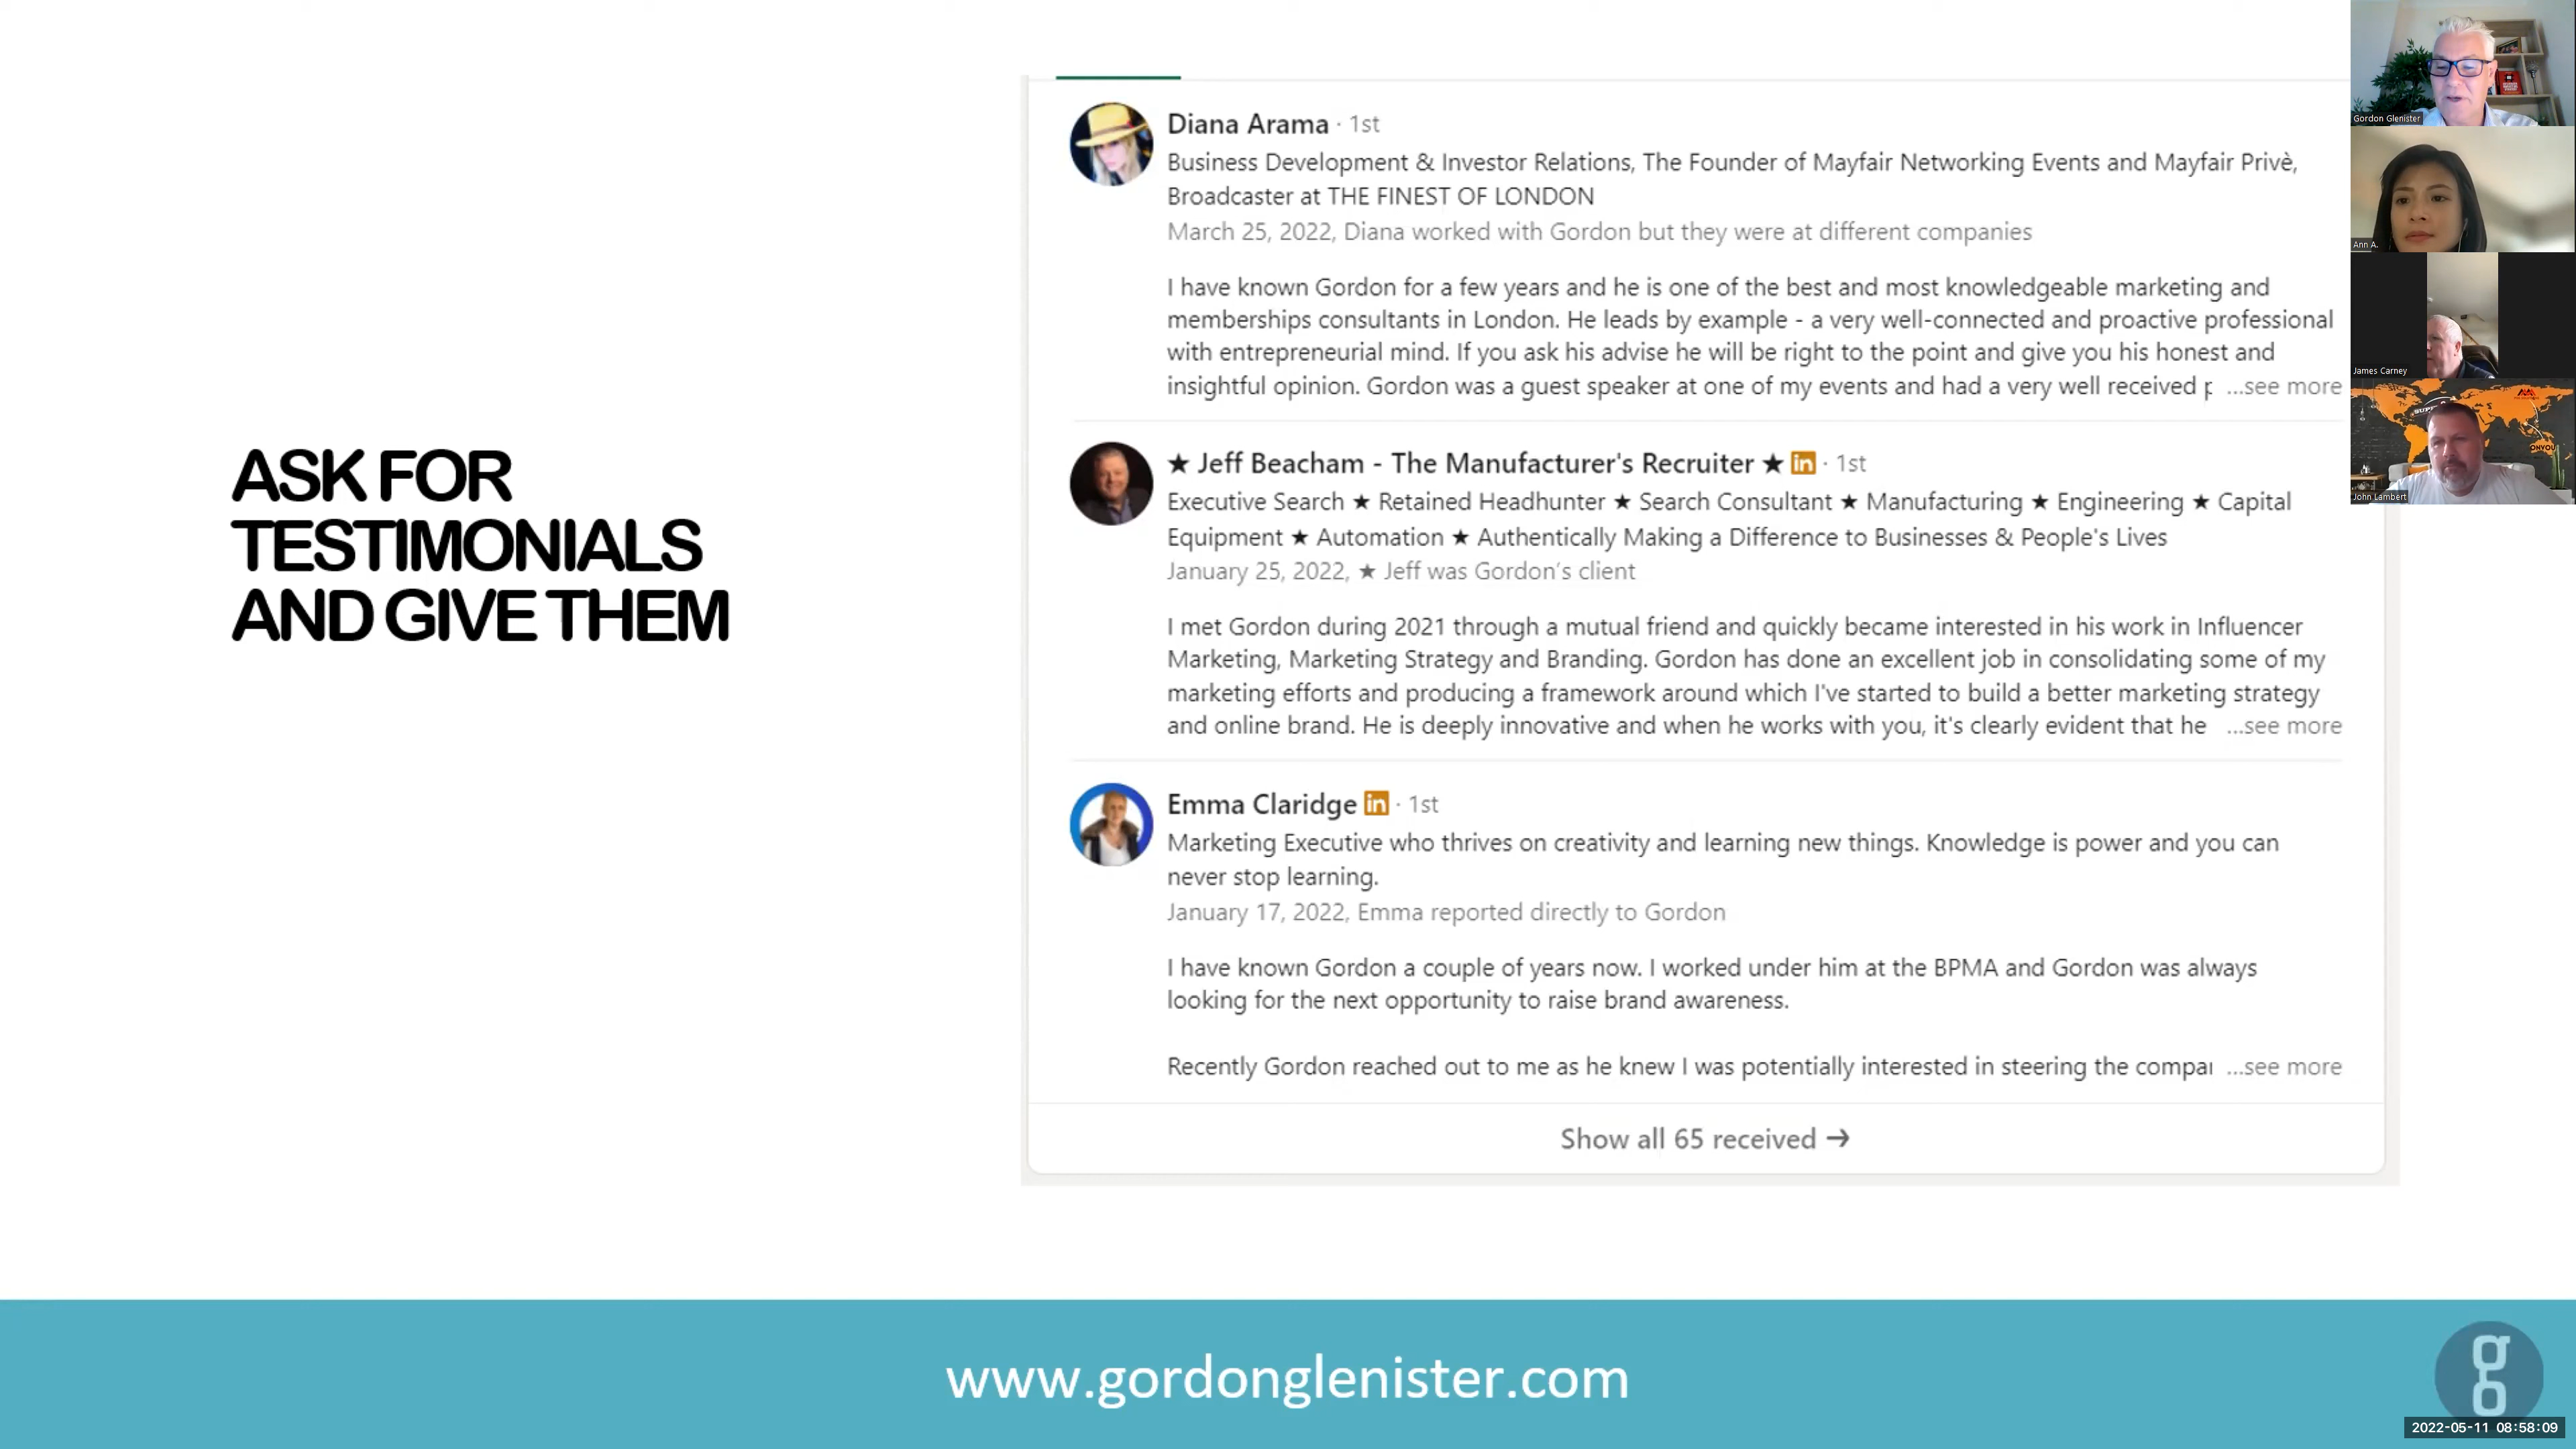 ASK FOR
TESTIMONIALS
AND GIVE THEM
Diana Arama · 1st
Business Development & Investor Relations, The Founder of Mayfair Networking Events and Mayfair Privè,
Broadcaster at THE FINEST OF LONDON
March 25, 2022, Diana worked with Gordon but they were at different companies
I have known Gordon for a few years and he is one of the best and most knowledgeable marketing and
memberships consultants in London. He leads by example - a very well-connected and proactive professional
with entrepreneurial mind. If you ask his advise he will be right to the point and give you his honest and
insightful opinion. Gordon was a guest speaker at one of my events and had a very well received ...see more
★ Jeff Beacham - The Manufacturer's Recruiter ★ in · 1st
Executive Search ★ Retained Headhunter ★ Search Consultant ★ Manufacturing ★ Engineering ★ Capital
Equipment ★ Automation ★ Authentically Making a Difference to Businesses & People's Lives
January 25, 2022, ★ Jeff was Gordon's client
I met Gordon during 2021 through a mutual friend and quickly became interested in his work in Influencer
Marketing, Marketing Strategy and Branding. Gordon has done an excellent job in consolidating some of my
marketing efforts and producing a framework around which I've started to build a better marketing strategy
and online brand. He is deeply innovative and when he works with you, it's clearly evident that he ...see more
Emma Claridge in · 1st
Marketing Executive who thrives on creativity and learning new things. Knowledge is power and you can
never stop learning.
January 17, 2022, Emma reported directly to Gordon
I have known Gordon a couple of years now. I worked under him at the BPMA and Gordon was always
looking for the next opportunity to raise brand awareness.
Recently Gordon reached out to me as he knew I was potentially interested in steering the ...see more
Show all 65 received →
Gordon Glenister
Ann A.
James Carney
John Lambert
www.gordonglenister.com
2022-05-11 08:58:09